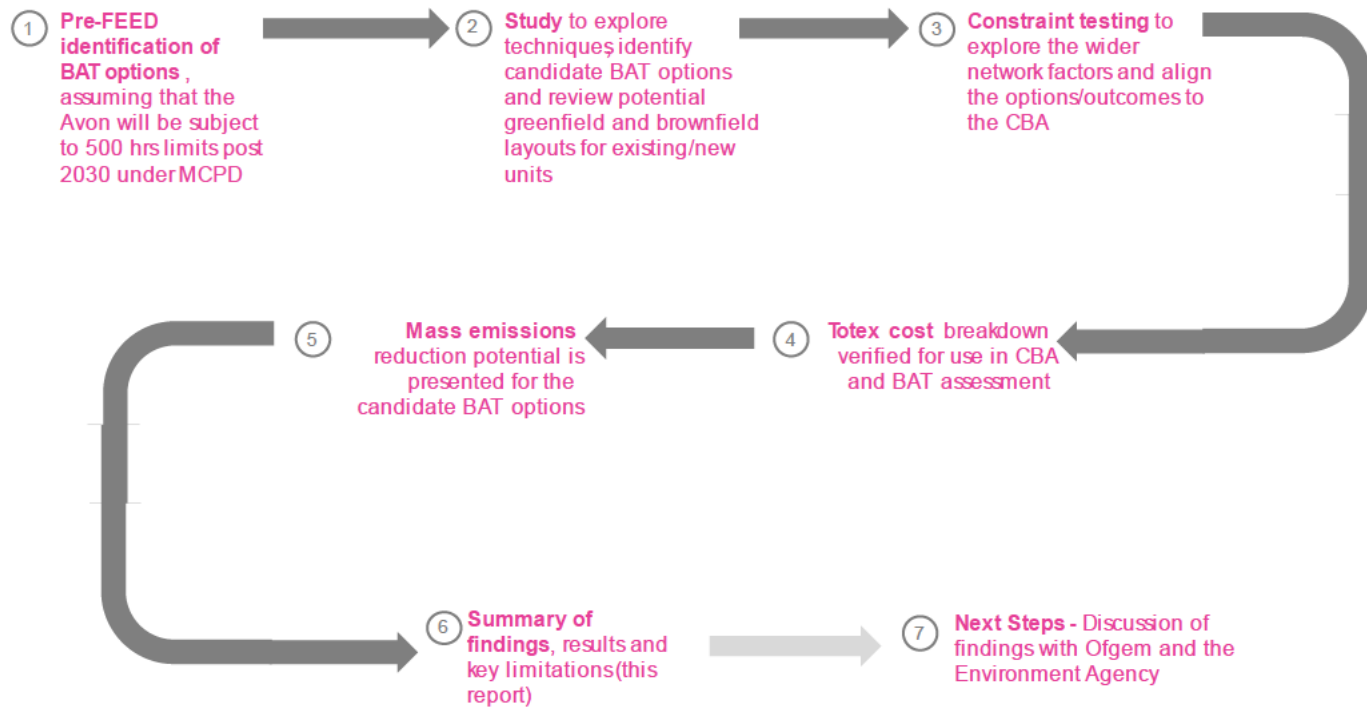 1
Pre-FEED
identification of
BAT options ,
assuming that the
Avon will be subject
to 500 hrs limits post
2030 under MCPD
2
Study to explore
techniques, identify
candidate BAT options
and review potential
greenfield and brownfield
layouts for existing/new
units
3
Constraint testing to
explore the wider
network factors and align
the options/outcomes to
the CBA
4
Totex cost breakdown
verified for use in CBA
and BAT assessment
5
Mass emissions
reduction potential is
presented for the
candidate BAT options
6
Summary of
findings, results and
key limitations(this
report)
7
Next Steps - Discussion of
findings with Ofgem and the
Environment Agency